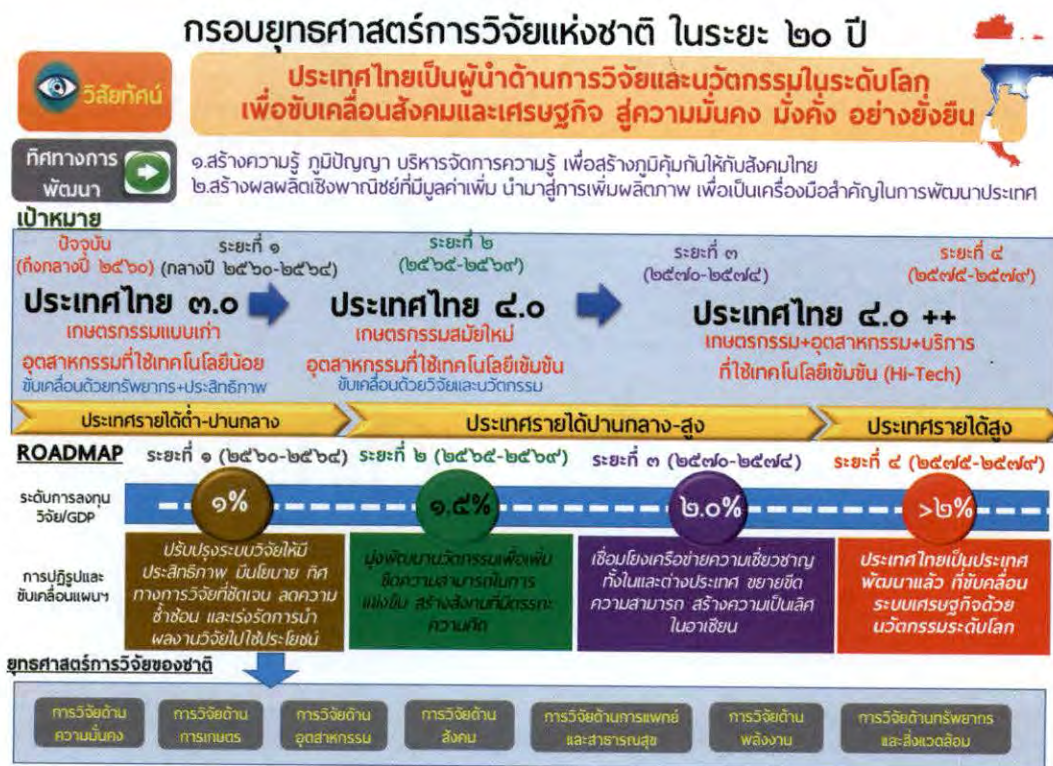 กรอบยุทธศาสตร์การวิจัยแห่งชาติ ในระยะ ๒๐ ปี
วิสัยทัศน์
ประเทศไทยเป็นผู้นำด้านการวิจัยและนวัตกรรมในระดับโลก
เพื่อขับเคลื่อนสังคมและเศรษฐกิจ สู่ความมั่นคง มั่งคั่ง อย่างยั่งยืน
ทิศทางการ
พัฒนา
๑.สร้างความรู้ ภูมิปัญญา บริหารจัดการความรู้ เพื่อสร้างภูมิคุ้มกันให้กับสังคมไทย
๒.สร้างผลผลิตเชิงพาณิชย์ที่มีมูลค่าเพิ่ม นำมาสู่การเพิ่มผลิตภาพ เพื่อเป็นเครื่องมือสำคัญในการพัฒนาประเทศ
เป้าหมาย
ปัจจุบัน
(ถึงกลางปี ๒๕๖๐)
ระยะที่ ๑
(กลางปี ๒๕๖๐-๒๕๖๔)
ระยะที่ ๒
(๒๕๖๕-๒๕๖๙)
ระยะที่ ๓
(๒๕๗๐-๒๕๗๔)
ระยะที่ ๔
(๒๕๗๕-๒๕๗๙)
ประเทศไทย ๓.๐
เกษตรกรรมแบบเก่า
อุตสาหกรรมที่ใช้เทคโนโลยีน้อย
ขับเคลื่อนด้วยทรัพยากร+ประสิทธิภาพ
ประเทศไทย ๔.๐
เกษตรกรรมสมัยใหม่
อุตสาหกรรมที่ใช้เทคโนโลยีเข้มข้น
ขับเคลื่อนด้วยวิจัยและนวัตกรรม
ประเทศไทย ๔.๐ ++
เกษตรกรรม+อุตสาหกรรม+บริการ
ที่ใช้เทคโนโลยีเข้มข้น (Hi-Tech)
ประเทศรายได้ต่ำ-ปานกลาง
ประเทศรายได้ปานกลาง-สูง
ประเทศรายได้สูง
ROADMAP
ระยะที่ ๑ (๒๕๖๐-๒๕๖๔)
ระยะที่ ๒ (๒๕๖๕-๒๕๖๙)
ระยะที่ ๓ (๒๕๗๐-๒๕๗๔)
ระยะที่ ๔ (๒๕๗๕-๒๕๗๙)
ระดับการลงทุน
วิจัย/GDP
๑%
๑.๕%
๒.๐%
>๒%
การปฏิรูปและ
ขับเคลื่อนแผนฯ
ปรับปรุงระบบวิจัยให้มี
ประสิทธิภาพ มีนโยบาย ทิศ
ทางการวิจัยที่ชัดเจน ลดความ
ซ้ำซ้อน และเร่งรัดการนำ
ผลงานวิจัยไปใช้ประโยชน์
มุ่งพัฒนานวัตกรรมเพื่อเพิ่ม
ขีดความสามารถในการ
แข่งขัน สร้างสังคมที่มีตรรกะ
ความคิด
เชื่อมโยงเครือข่ายความเชี่ยวชาญ
ทั้งในและต่างประเทศ ขยายขีด
ความสามารถ สร้างความเป็นเลิศ
ในอาเซียน
ประเทศไทยเป็นประเทศ
พัฒนาแล้ว ที่ขับเคลื่อน
ระบบเศรษฐกิจด้วย
นวัตกรรมระดับโลก
ยุทธศาสตร์การวิจัยของชาติ
การวิจัยด้าน
ความมั่นคง
การวิจัยด้าน
การเกษตร
การวิจัยด้าน
อุตสาหกรรม
การวิจัยด้าน
สังคม
การวิจัยด้านการแพทย์
และสาธารณสุข
การวิจัยด้าน
พลังงาน
การวิจัยด้านทรัพยากร
และสิ่งแวดล้อม